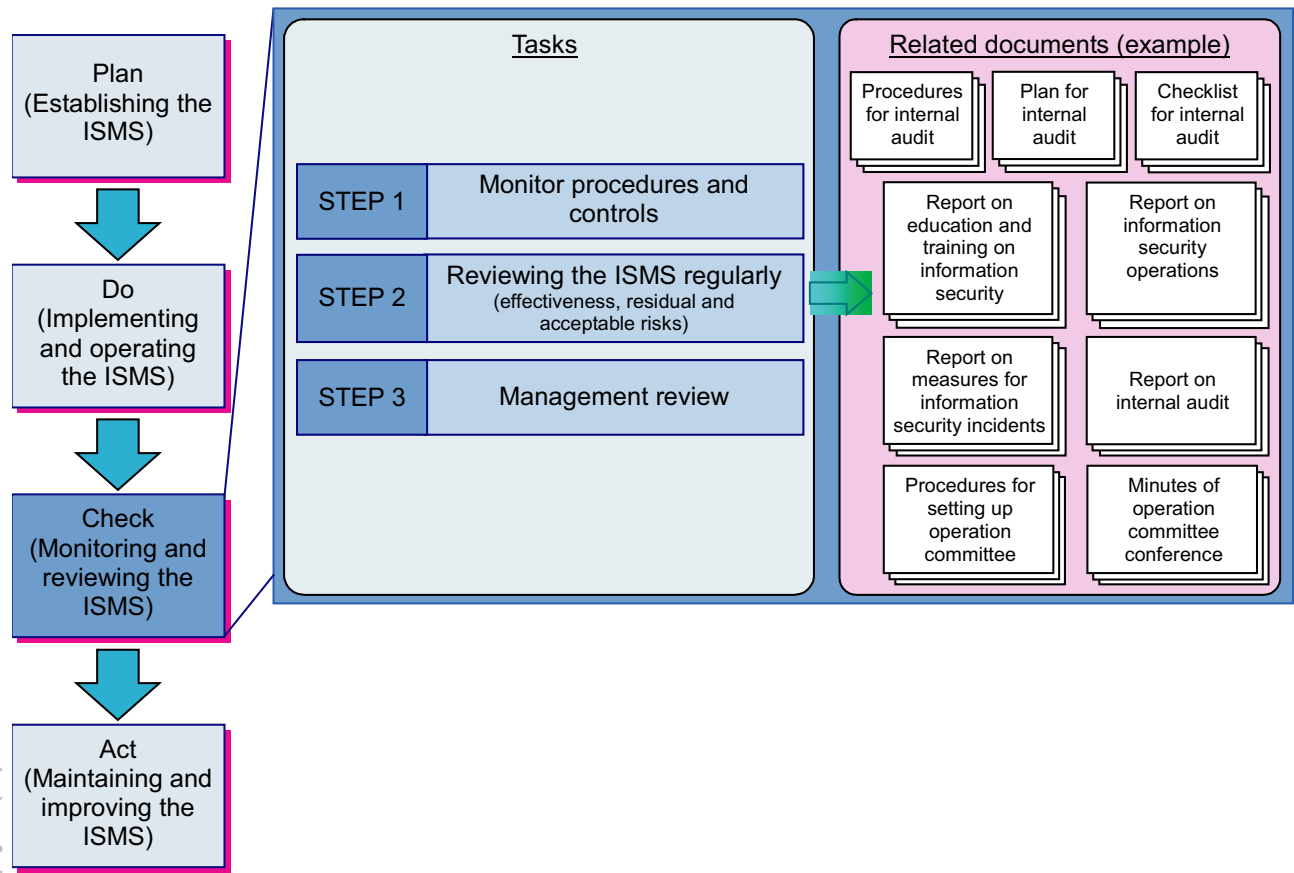 Plan
(Establishing the
ISMS)
Do
(Implementing
and operating
the ISMS)
Check
(Monitoring and
reviewing the
ISMS)
Act
(Maintaining and
improving the
ISMS)
Tasks
STEP 1
Monitor procedures and
controls
STEP 2
Reviewing the ISMS regularly
(effectiveness, residual and
acceptable risks)
STEP 3
Management review
Related documents (example)
Procedures
for internal
audit
Plan for
internal
audit
Checklist
for internal
audit
Report on
education and
training on
information
security
Report on
information
security
operations
Report on
measures for
information
security incidents
Report on
internal audit
Procedures for
setting up
operation
committee
Minutes of
operation
committee
conference